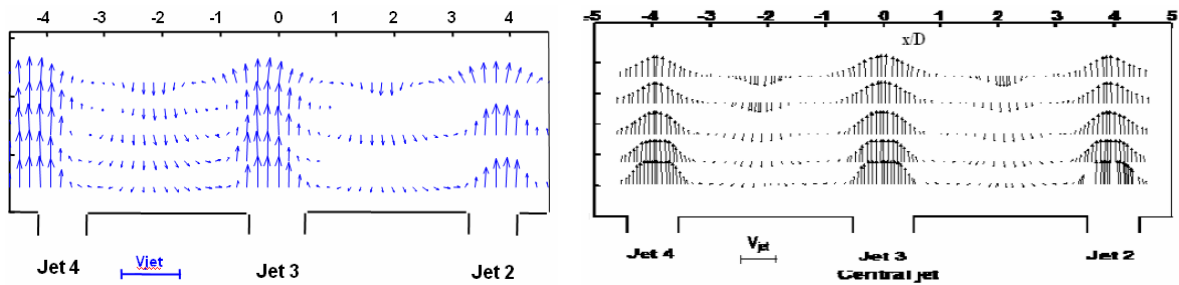 -4 -3 -2 -1 0 1 2 3 4
Jet 4
Vjet
Jet 3
Jet 2
-5 -4 -3 -2 -1 0 1 2 3 4 5
x/D
Jet 4
Vjet
Jet 3
Jet 2
Central jet